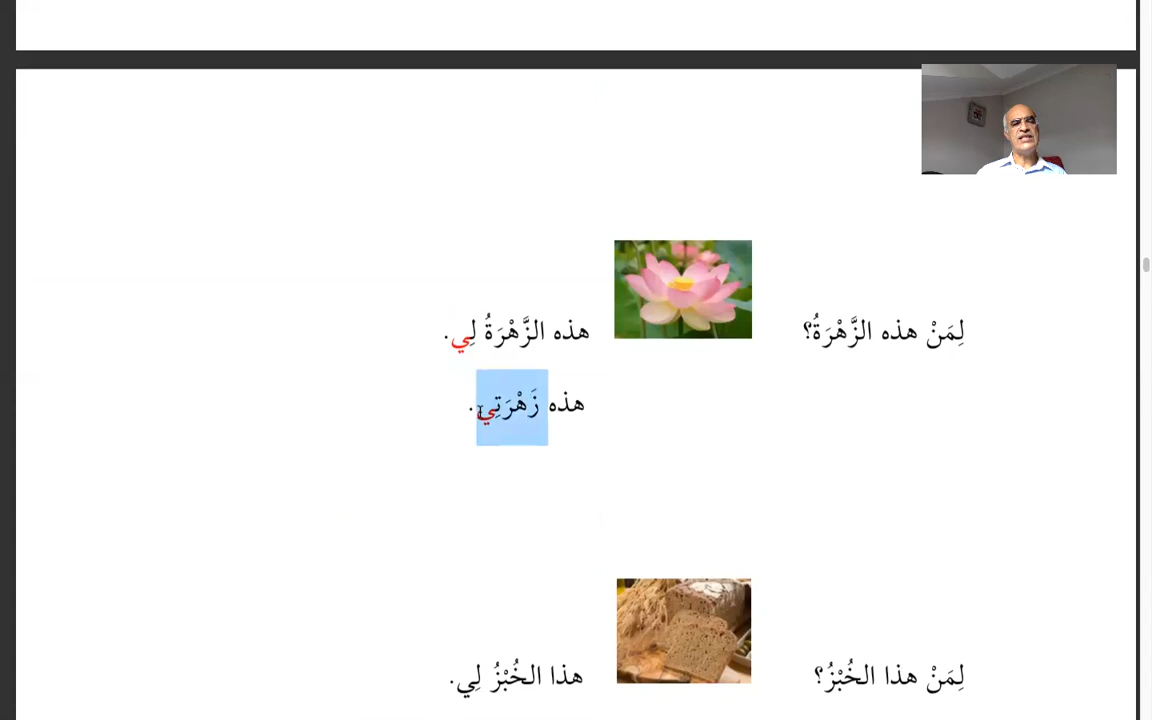 لِمَنْ هذه الزَّهْرَةُ؟
هذه الزَّهْرَةُ لِي.
هذه زَهْرَتِي.
لِمَنْ هذا الخُبْزُ؟
هذا الخُبْزُ لِي.